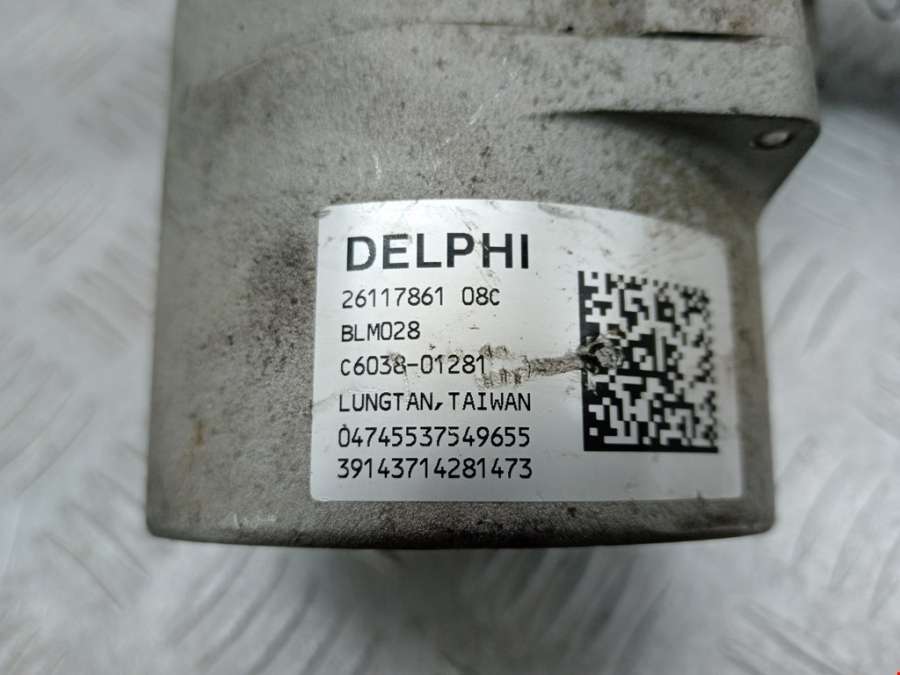 DELPHI
26117861 08C
BLM028
C6038-01281
LUNGTAN, TAIWAN
04745537549655
39143714281473